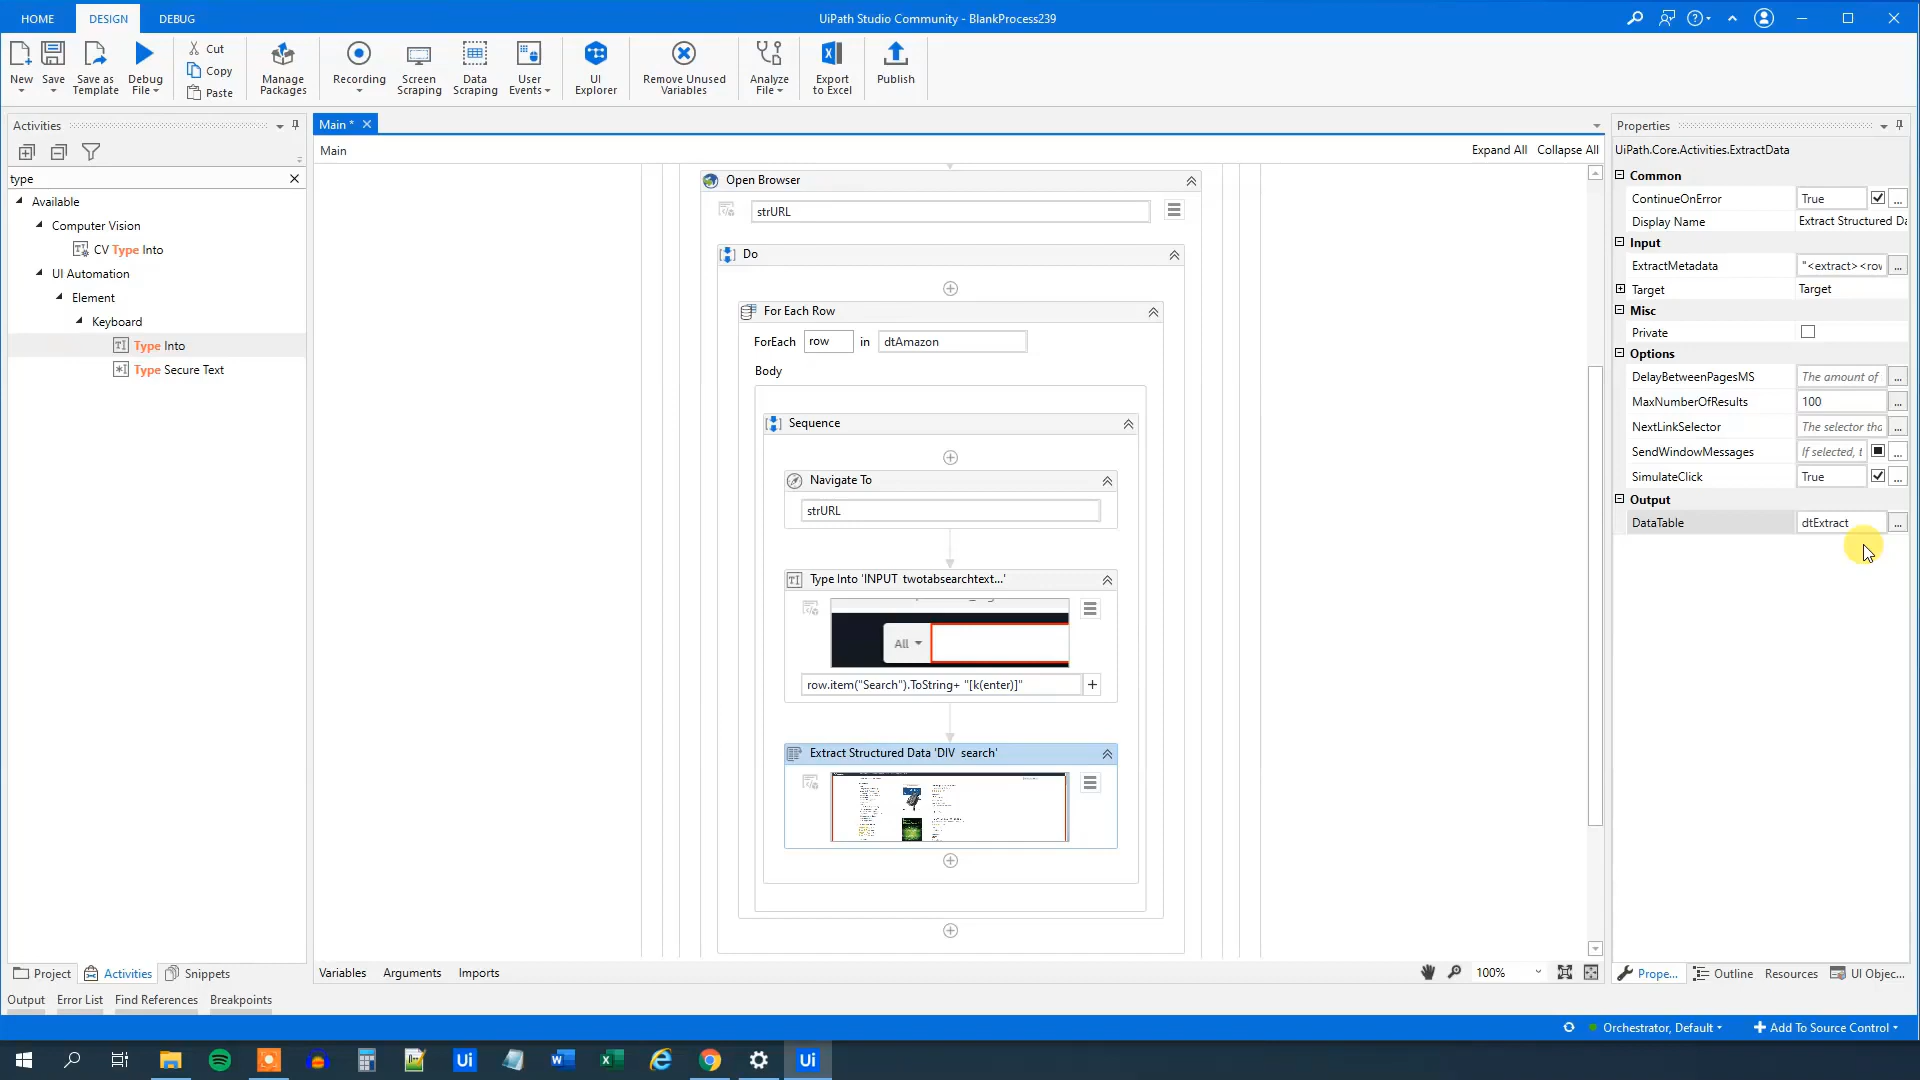 HOME
DESIGN
DEBUG
UiPath Studio Community - BlankProcess239
New
Save
Save as Template
Debug File
Cut
Copy
Paste
Manage Packages
Recording
Screen Scraping
Data Scraping
User Events
UI Explorer
Remove Unused Variables
Analyze File
Export to Excel
Publish
Activities
Main *
Properties
Main
Expand All
Collapse All
UiPath.Core.Activities.ExtractData
type
Available
Computer Vision
CV Type Into
UI Automation
Element
Keyboard
Type Into
Type Secure Text
Open Browser
strURL
Do
For Each Row
ForEach
row
in
dtAmazon
Body
Sequence
Navigate To
strURL
Type Into 'INPUT twotabsearchtext...'
All
row.item("Search").ToString+ "[k(enter)]"
Extract Structured Data 'DIV search'
Common
ContinueOnError
True
...
Display Name
Extract Structured Da
Input
ExtractMetadata
"<extract><row
...
Target
Target
Misc
Private
Options
DelayBetweenPagesMS
The amount of
...
MaxNumberOfResults
100
...
NextLinkSelector
The selector tha
...
SendWindowMessages
If selected, t
...
SimulateClick
True
...
Output
DataTable
dtExtract
...
Project
Activities
Snippets
Variables
Arguments
Imports
100%
Prope...
Outline
Resources
UI Objec...
Output
Error List
Find References
Breakpoints
Orchestrator, Default
Add To Source Control
Ui
Ui